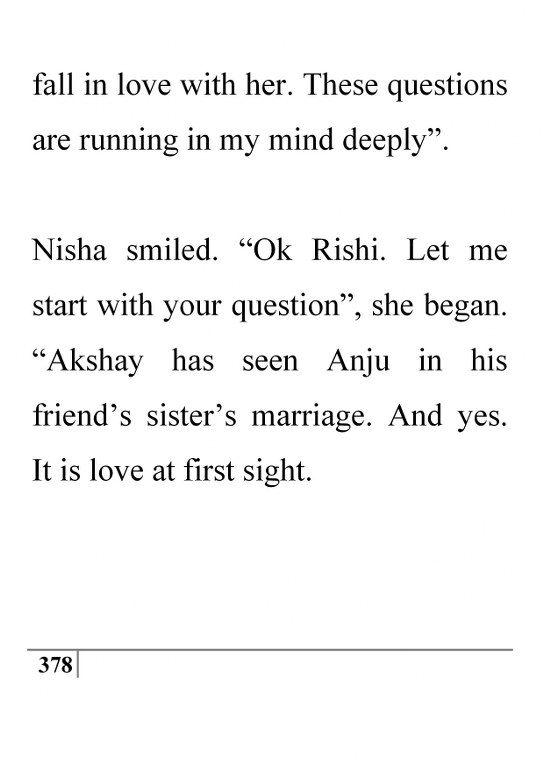 fall in love with her. These questions
are running in my mind deeply”.
Nisha smiled. “Ok Rishi. Let me
start with your question”, she began.
“Akshay has seen Anju in his
friend’s sister’s marriage. And yes.
It is love at first sight.
378